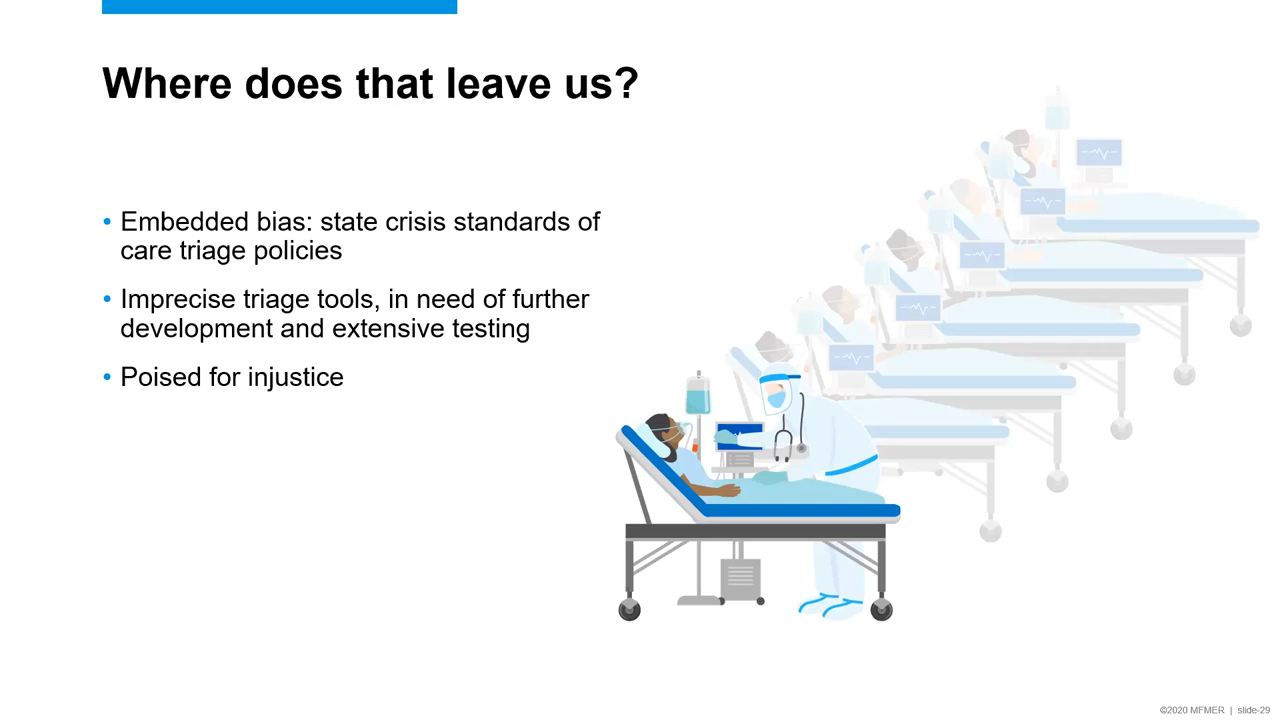 Where does that leave us?
• Embedded bias: state crisis standards of
care triage policies
• Imprecise triage tools, in need of further
development and extensive testing
• Poised for injustice
©2020 MFMER | slide-29